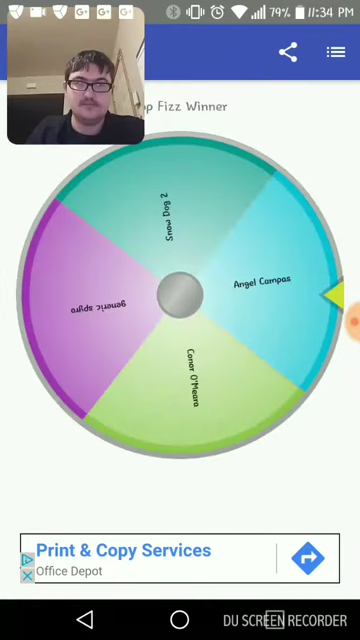 79% 11:34 PM
op Fizz Winner
Snow Dog 2
Angel Campas
generic spyro
Conor O'Meara
Print & Copy Services
Office Depot
DU SCREEN RECORDER